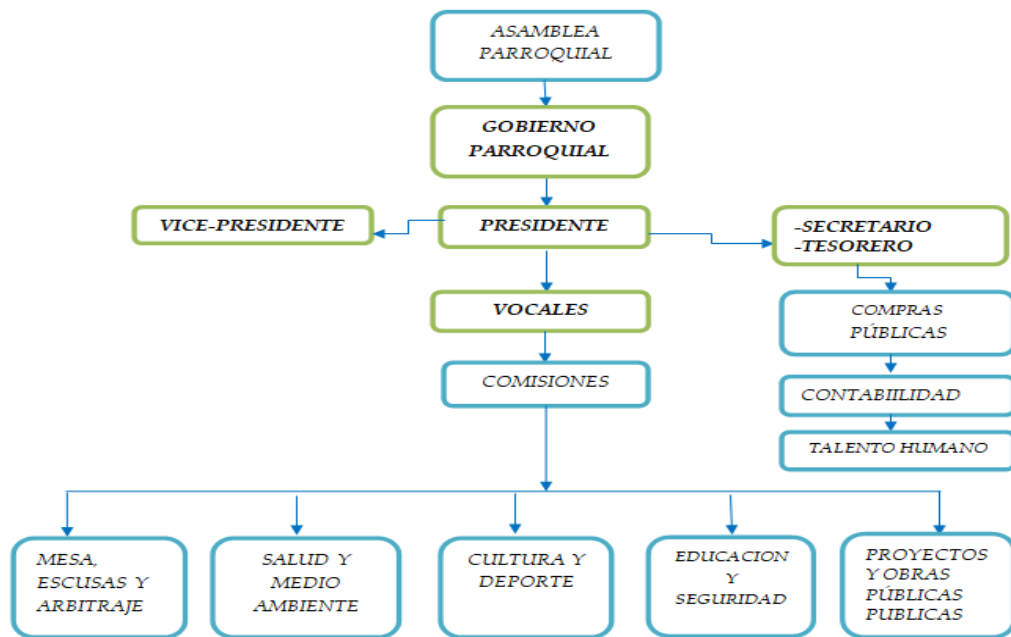 ASAMBLEA
PARROQUIAL
GOBIERNO
PARROQUIAL
VICE-PRESIDENTE
PRESIDENTE
-SECRETARIO
-TESORERO
VOCALES
COMPRAS
PÚBLICAS
COMISIONES
CONTABIILIDAD
TALENTO HUMANO
MESA,
ESCUSAS Y
ARBITRAJE
SALUD Y
MEDIO
AMBIENTE
CULTURA Y
DEPORTE
EDUCACION
Y
SEGURIDAD
PROYECTOS
Y OBRAS
PÚBLICAS
PUBLICAS